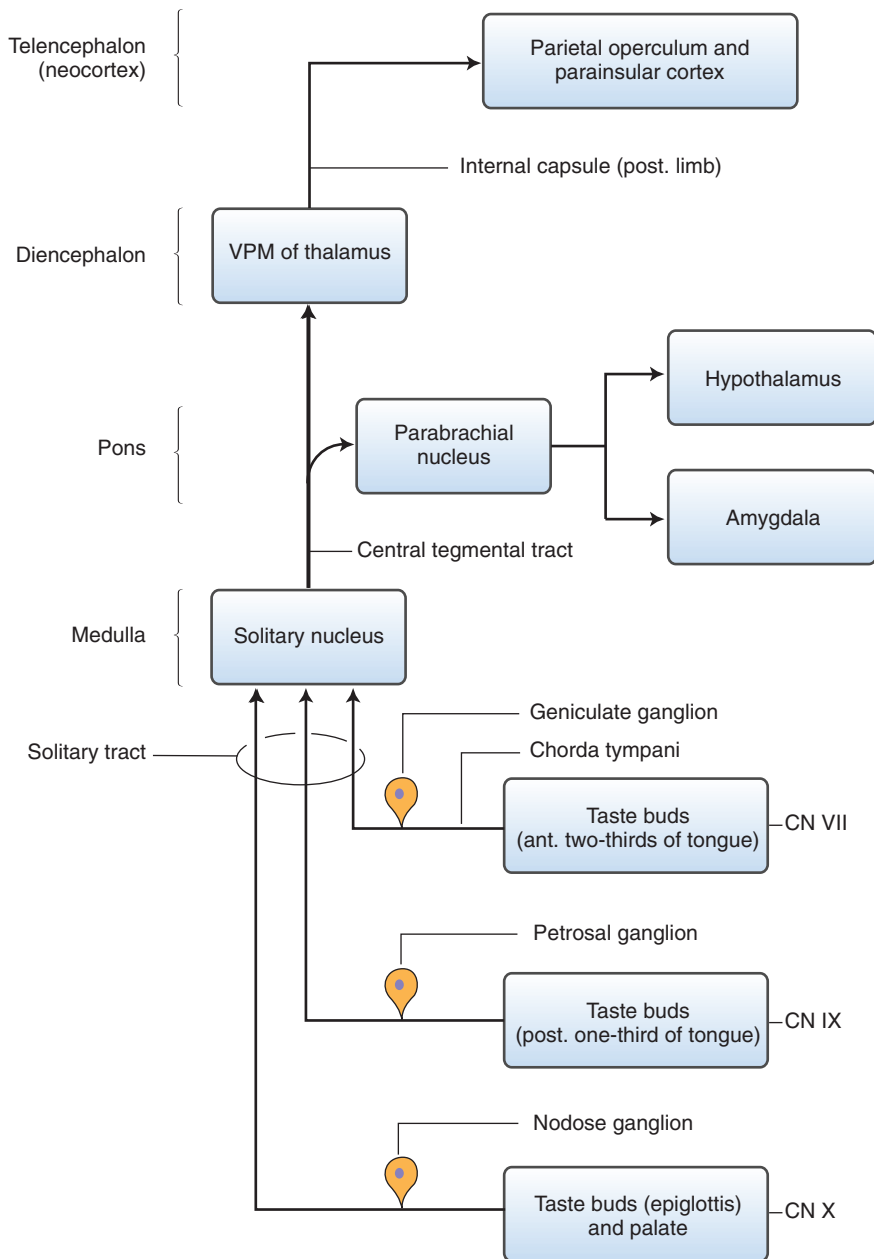 Telencephalon
(neocortex)
Parietal operculum and
parainsular cortex
Internal capsule (post. limb)
Diencephalon
VPM of thalamus
Hypothalamus
Pons
Parabrachial
nucleus
Amygdala
Central tegmental tract
Medulla
Solitary nucleus
Geniculate ganglion
Solitary tract
Chorda tympani
Taste buds
(ant. two-thirds of tongue)
CN VII
Petrosal ganglion
Taste buds
(post. one-third of tongue)
CN IX
Nodose ganglion
Taste buds (epiglottis)
and palate
CN X